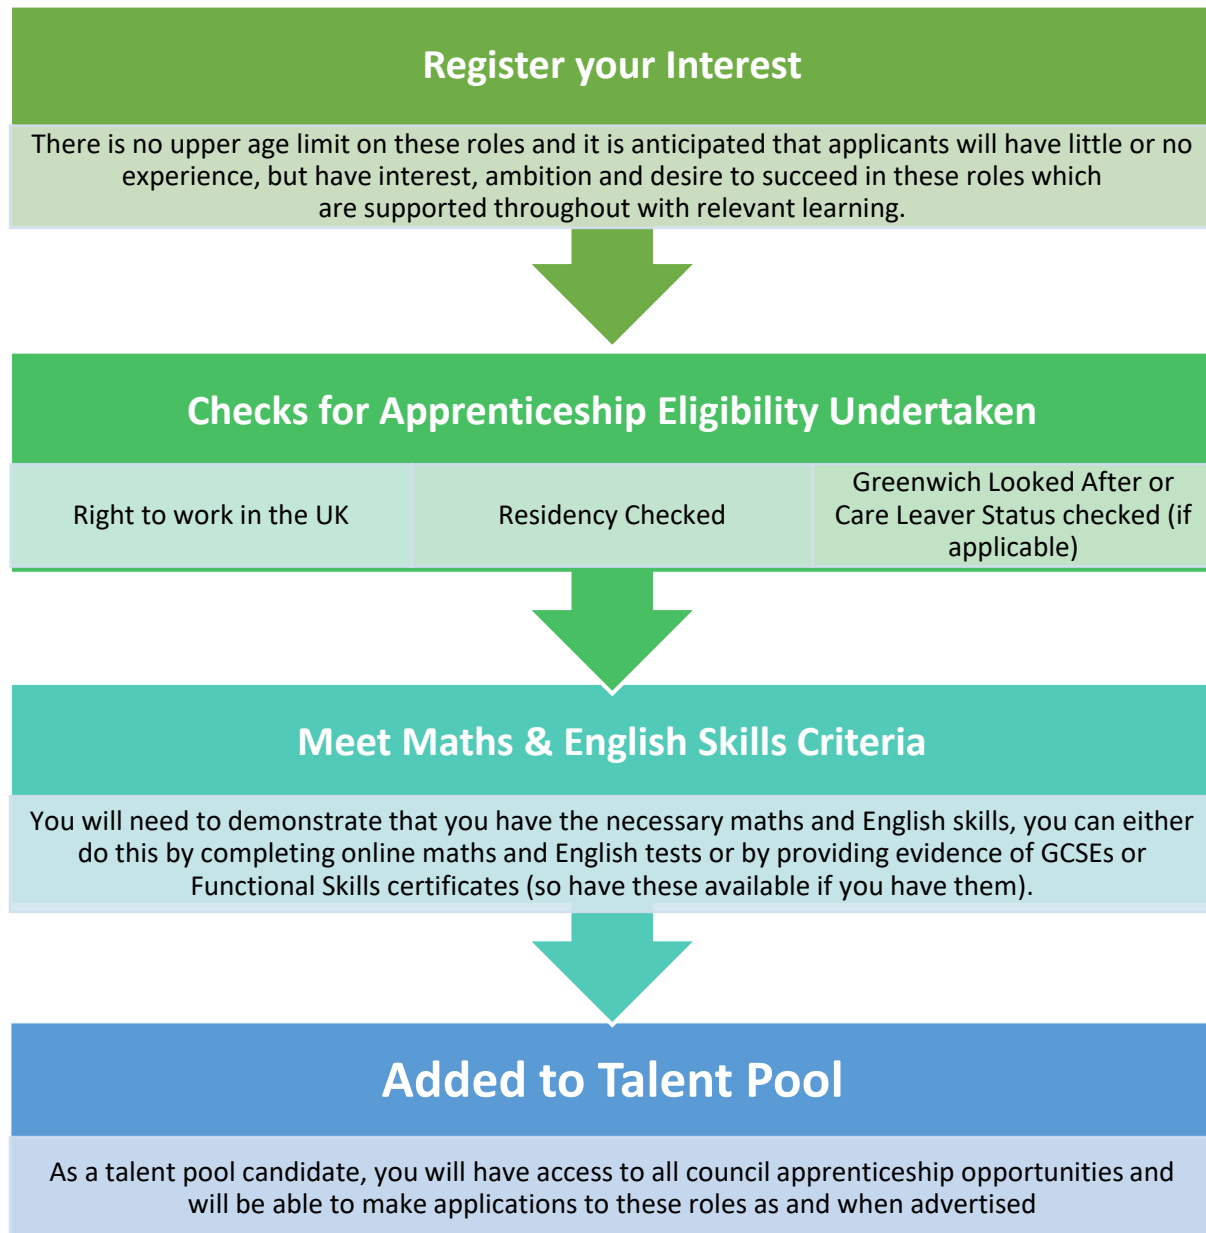 Register your Interest
There is no upper age limit on these roles and it is anticipated that applicants will have little or no
experience, but have interest, ambition and desire to succeed in these roles which
are supported throughout with relevant learning.
Checks for Apprenticeship Eligibility Undertaken
Right to work in the UK
Residency Checked
Greenwich Looked After or
Care Leaver Status checked (if
applicable)
Meet Maths & English Skills Criteria
You will need to demonstrate that you have the necessary maths and English skills, you can either
do this by completing online maths and English tests or by providing evidence of GCSEs or
Functional Skills certificates (so have these available if you have them).
Added to Talent Pool
As a talent pool candidate, you will have access to all council apprenticeship opportunities and
will be able to make applications to these roles as and when advertised